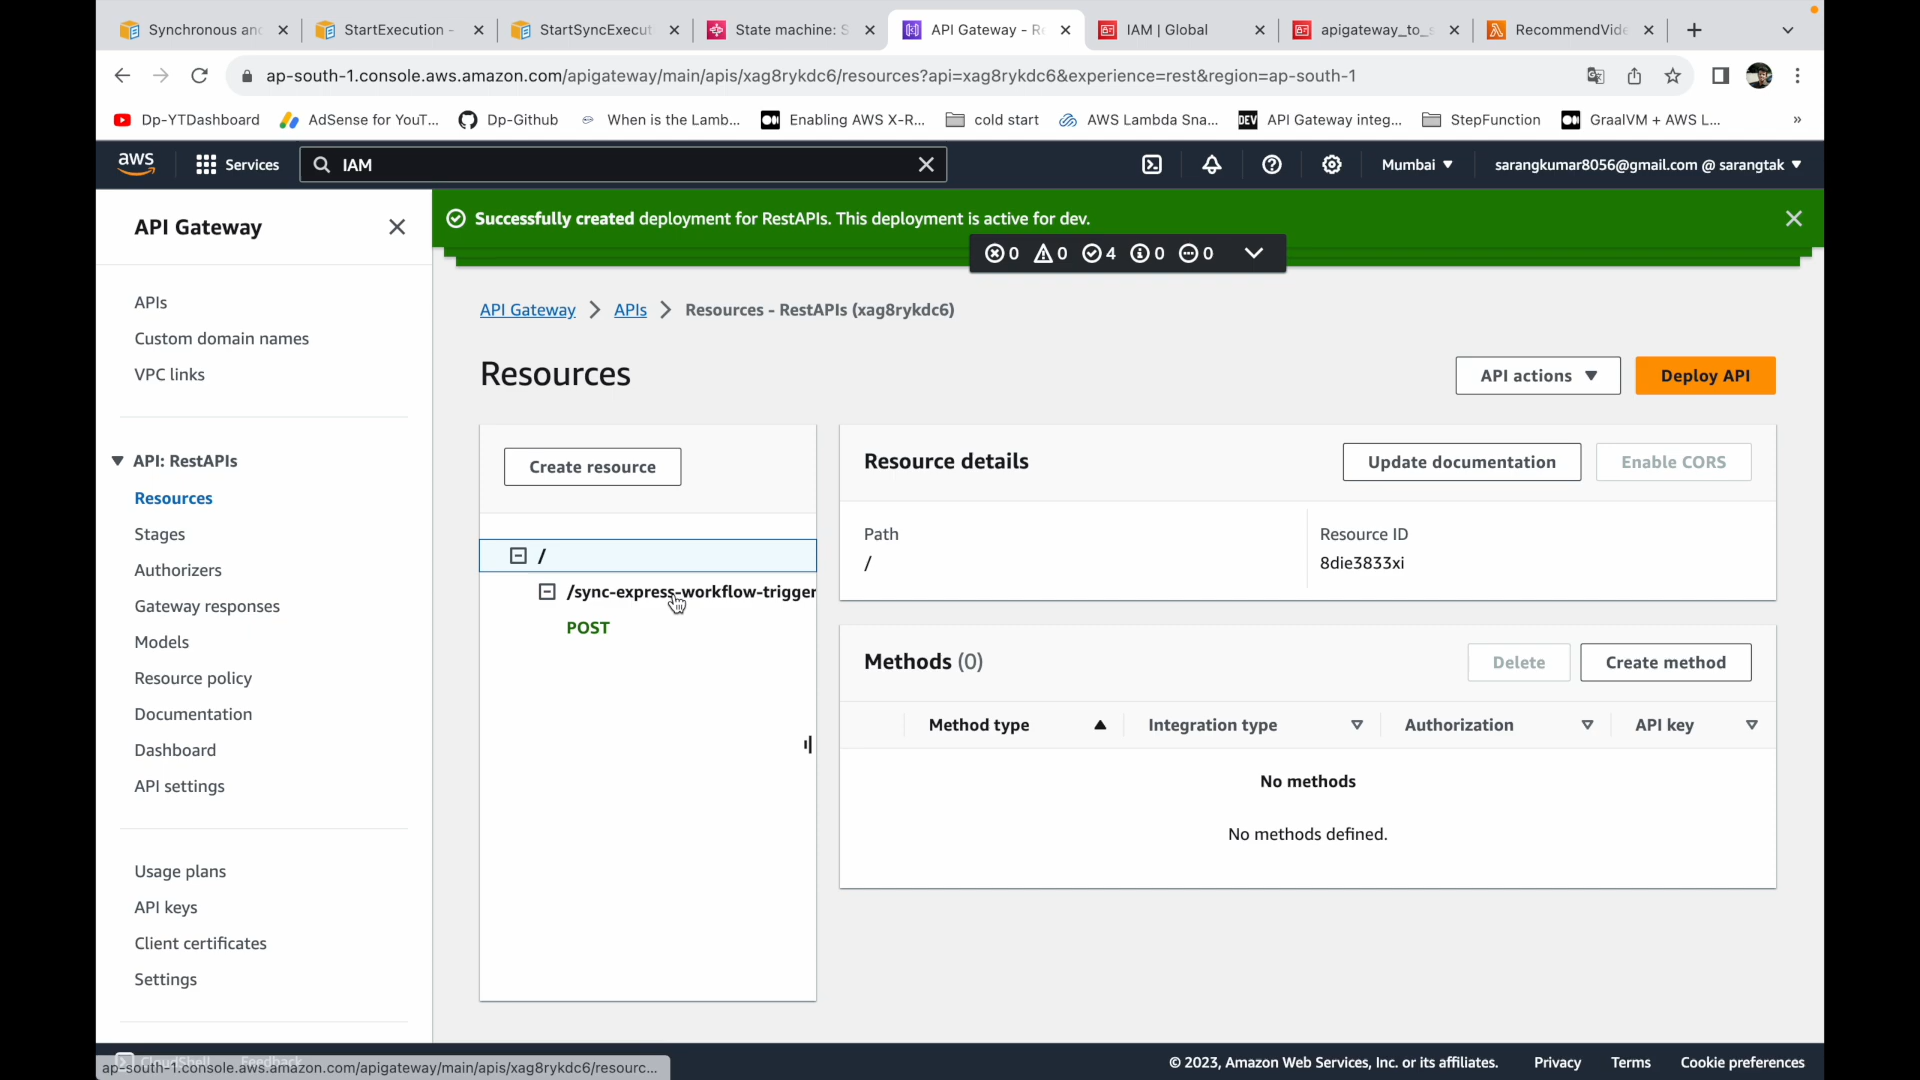 Synchronous and
StartExecution -
StartSyncExecut
State machine: S
API Gateway - Re
IAM | Global
apigateway_to_s
RecommendVide
ap-south-1.console.aws.amazon.com/apigateway/main/apis/xag8rykdc6/resources?api=xag8rykdc6&experience=rest&region=ap-south-1
Dp-YTDashboard
AdSense for YouT...
Dp-Github
When is the Lamb...
Enabling AWS X-R...
cold start
AWS Lambda Sna...
DEV
API Gateway integ...
StepFunction
GraalVM + AWS L...
»
aws
Services
IAM
Mumbai
sarangkumar8056@gmail.com @ sarangtak
API Gateway
Successfully created deployment for RestAPIs. This deployment is active for dev.
0 0 4 0 0
APIs
Custom domain names
VPC links
API: RestAPIs
Resources
Stages
Authorizers
Gateway responses
Models
Resource policy
Documentation
Dashboard
API settings
Usage plans
API keys
Client certificates
Settings
API Gateway > APIs > Resources - RestAPIs (xag8rykdc6)
Resources
API actions
Deploy API
Create resource
/
/sync-express-workflow-trigger
POST
Resource details
Update documentation
Enable CORS
Path
/
Resource ID
8die3833xi
Methods (0)
Delete
Create method
Method type
Integration type
Authorization
API key
No methods
No methods defined.
CloudShell Feedback
ap-south-1.console.aws.amazon.com/apigateway/main/apis/xag8rykdc6/resourc...
© 2023, Amazon Web Services, Inc. or its affiliates.
Privacy
Terms
Cookie preferences